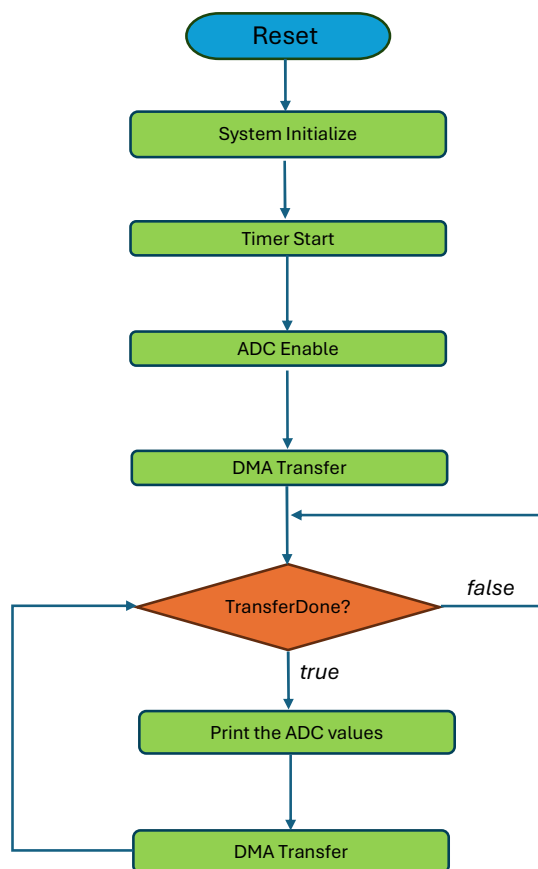 Reset
System Initialize
Timer Start
ADC Enable
DMA Transfer
TransferDone?
false
true
Print the ADC values
DMA Transfer